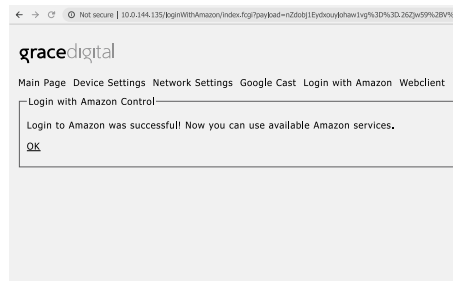 Not secure | 10.0.144.135/loginWithAmazon/index.fcgi?payload=nZdobj1Eydxouylohaw1vg%3D%3D.26Zjw59%2BV%
gracedigital
Main Page Device Settings Network Settings Google Cast Login with Amazon Webclient
Login with Amazon Control
Login to Amazon was successful! Now you can use available Amazon services.
OK